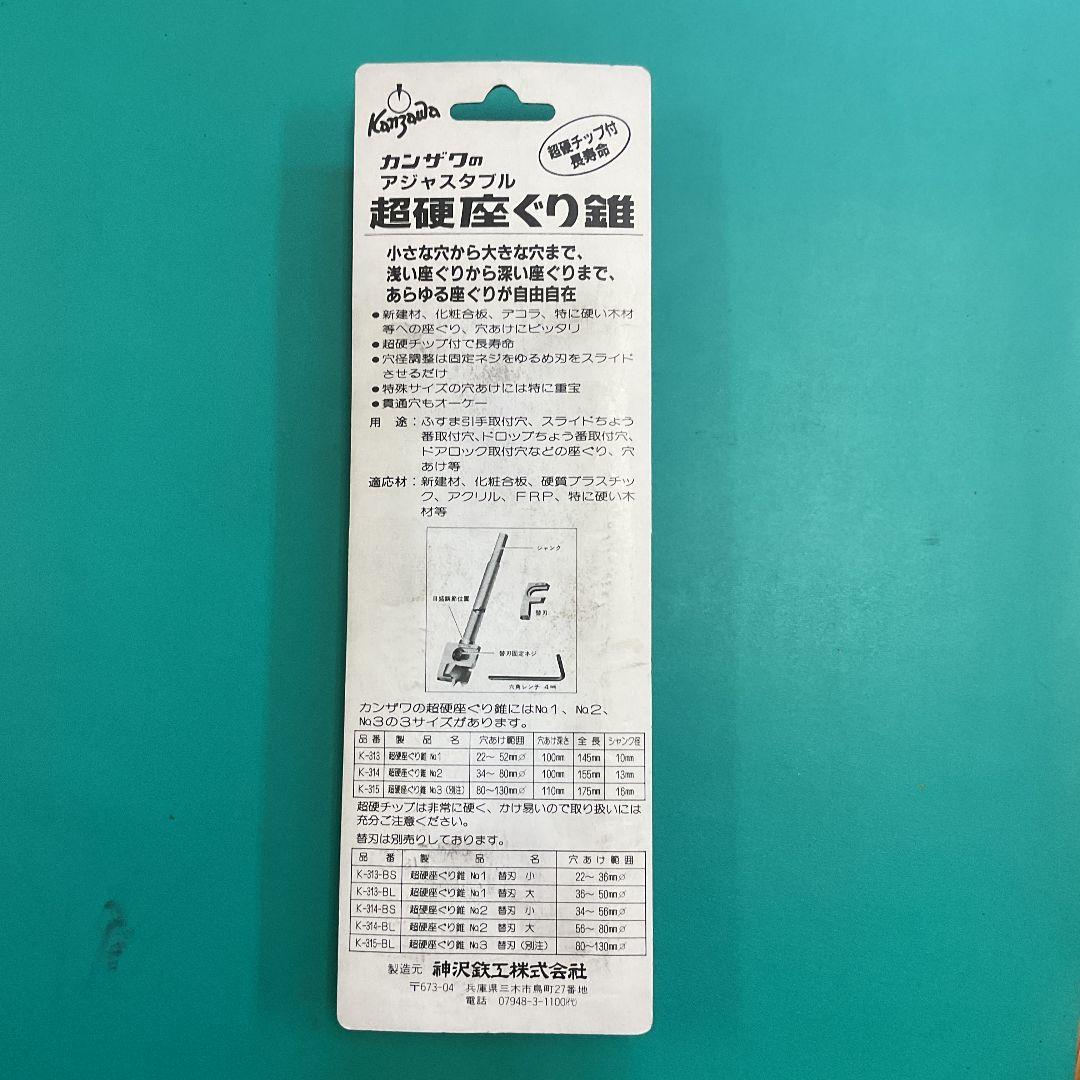 Kanzawa
超硬チップ付
長寿命
カンザワの
アジャスタブル
超硬座ぐり錐
小さな穴から大きな穴まで、
浅い座ぐりから深い座ぐりまで、
あらゆる座ぐりが自由自在
●新建材、化粧合板、デコラ、特に硬い木材
等への座ぐり、穴あけにピッタリ
●超硬チップ付で長寿命
●穴径調整は固定ネジをゆるめ刃をスライド
させるだけ
●特殊サイズの穴あけには特に重宝
●貫通穴もオーケー
用 途：ふすま引手取付穴、スライドちょう
番取付穴、ドロップちょう番取付穴、
ドアロック取付穴などの座ぐり、穴
あけ等
適応材：新建材、化粧合板、硬質プラスチッ
ク、アクリル、FRP、特に硬い木
材等
シャンク
目盛調節位置
替刃
替刃固定ネジ
六角レンチ 4mm
カンザワの超硬座ぐり錐にはNo.1、No.2、
No.3の3サイズがあります。
品番 製品名 穴あけ範囲 穴あけ深さ 全長 シャンク径
K-313 超硬座ぐり錐 No.1 22～52mmØ 100mm 145mm 10mm
K-314 超硬座ぐり錐 No.2 34～80mmØ 100mm 155mm 13mm
K-315 超硬座ぐり錐 No.3（別注） 80～130mmØ 110mm 175mm 16mm
超硬チップは非常に硬く、かけ易いので取り扱いには
充分ご注意ください。
替刃は別売りしております。
品番 製品名 穴あけ範囲
K-313-BS 超硬座ぐり錐 No.1 替刃 小 22～36mmØ
K-313-BL 超硬座ぐり錐 No.1 替刃 大 36～50mmØ
K-314-BS 超硬座ぐり錐 No.2 替刃 小 34～56mmØ
K-314-BL 超硬座ぐり錐 No.2 替刃 大 56～80mmØ
K-315-BL 超硬座ぐり錐 No.3 替刃（別注） 80～130mmØ
製造元 神沢鉄工株式会社
〒673-04 兵庫県三木市鳥町27番地
電話 07948-3-1100㈹